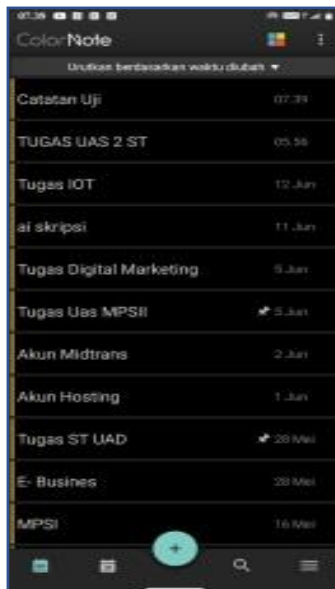 07.39
ColorNote
Urutkan berdasarkan waktu diubah
Catatan Uji 07.39
TUGAS UAS 2 ST 05.56
Tugas IOT 12 Jun
ai skripsi 11 Jun
Tugas Digital Marketing 5 Jun
Tugas Uas MPSII 5 Jun
Akun Midtrans 2 Jun
Akun Hosting 1 Jun
Tugas ST UAD 28 Mei
E- Busines 28 Mei
MPSI 16 Mei